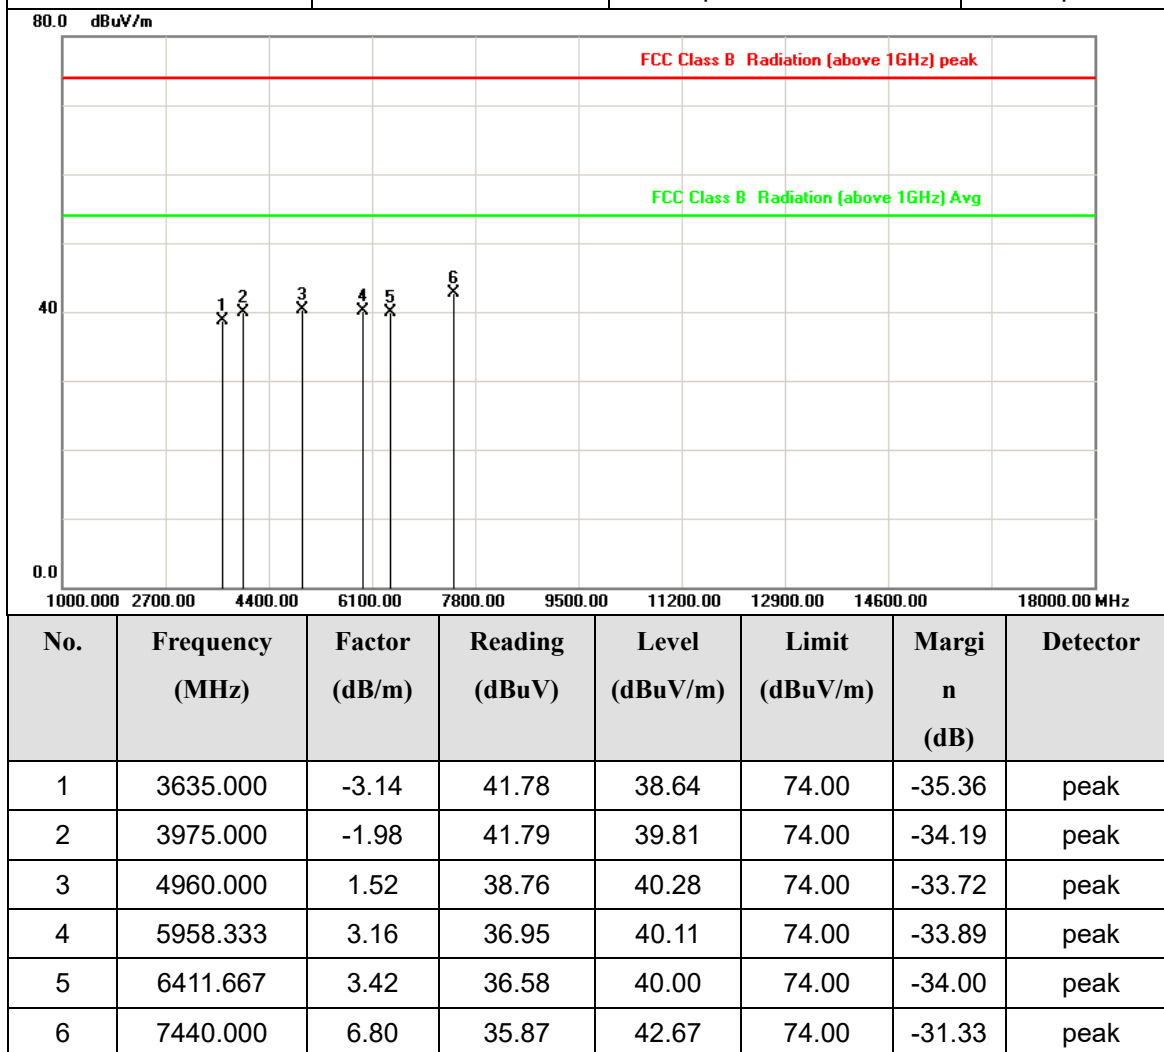 80.0 dBuV/m
FCC Class B Radiation (above 1GHz) peak
FCC Class B Radiation (above 1GHz) Avg
1 2 3 4 5 6
40
0.0
1000.000 2700.00 4400.00 6100.00 7800.00 9500.00 11200.00 12900.00 14600.00 18000.00 MHz
No. Frequency Factor Reading Level Limit Margi Detector
(MHz) (dB/m) (dBuV) (dBuV/m) (dBuV/m) n
(dB)
1 3635.000 -3.14 41.78 38.64 74.00 -35.36 peak
2 3975.000 -1.98 41.79 39.81 74.00 -34.19 peak
3 4960.000 1.52 38.76 40.28 74.00 -33.72 peak
4 5958.333 3.16 36.95 40.11 74.00 -33.89 peak
5 6411.667 3.42 36.58 40.00 74.00 -34.00 peak
6 7440.000 6.80 35.87 42.67 74.00 -31.33 peak